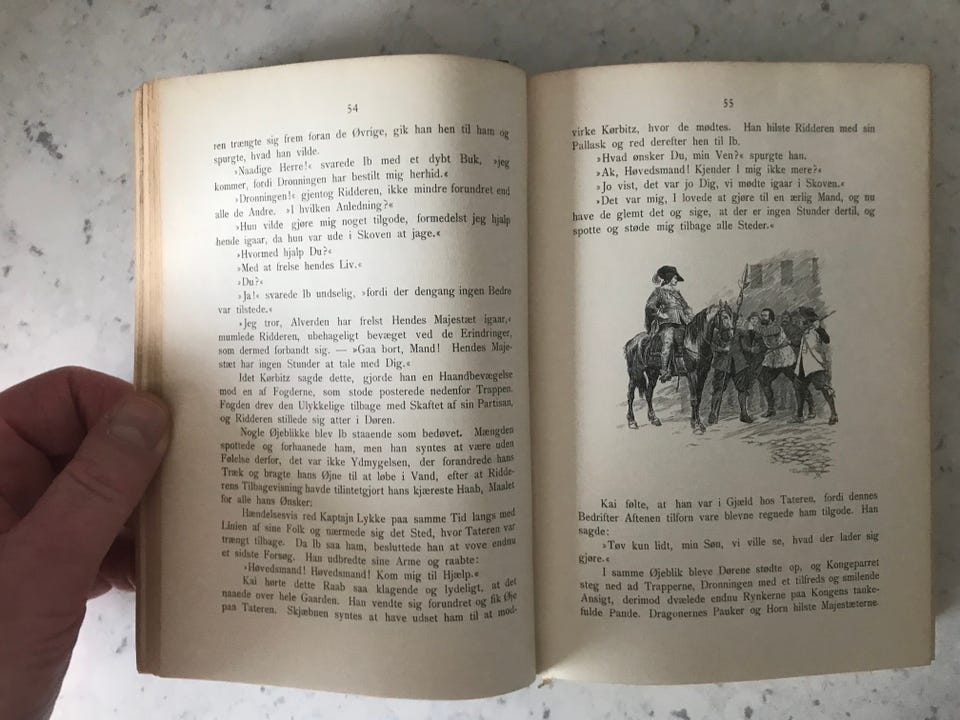 54
ren trængte sig frem foran de Øvrige, gik han hen til ham og
spurgte, hvad han vilde.
»Naadige Herre!« svarede Ib med et dybt Buk, »jeg
kommer, fordi Dronningen har bestilt mig herhid.«
»Dronningen!« gjentog Ridderen, ikke mindre forundret end
alle de Andre. »I hvilken Anledning?«
»Hun vilde gjøre mig noget tilgode, formedelst jeg hjalp
hende igaar, da hun var ude i Skoven at jage.«
»Hvormed hjalp Du?«
»Med at frelse hendes Liv.«
»Du?«
»Ja!« svarede Ib undselig, »fordi der dengang ingen Bedre
var tilstede.«
»Jeg tror, Alverden har frelst Hendes Majestæt igaar,«
mumlede Ridderen, ubehageligt bevæget ved de Erindringer,
som dermed forbandt sig. — »Gaa bort, Mand! Hendes Maje-
stæt har ingen Stunder at tale med Dig.«
Idet Kørbitz sagde dette, gjorde han en Haandbevægelse
mod en af Fogderne, som stode posterede nedenfor Trappen.
Fogden drev den Ulykkelige tilbage med Skaftet af sin Partisan,
og Ridderen stillede sig atter i Døren.
Nogle Øjeblikke blev Ib staaende som bedøvet. Mængden
spottede og forhaanede ham, men han syntes at være uden
Følelse derfor, det var ikke Ydmygelsen, der forandrede hans
Træk og bragte hans Øjne til at løbe i Vand, efter at Ridde-
rens Tilbagevisning havde tilintetgjort hans kjæreste Haab, Maalet
for alle hans Ønsker:
Hændelsesvis red Kaptajn Lykke paa samme Tid langs med
Linien af sine Folk og nærmede sig det Sted, hvor Tateren var
trængt tilbage. Da Ib saa ham, besluttede han at vove endnu
et sidste Forsøg. Han udbredte sine Arme og raabte:
»Høvedsmand! Høvedsmand! Kom mig til Hjælp.«
Kai hørte dette Raab saa klagende og lydeligt, at det
naaede over hele Gaarden. Han vendte sig forundret og fik Øje
paa Tateren. Skjæbnen syntes at have udset ham til at mod-
55
virke Kørbitz, hvor de mødtes. Han hilste Ridderen med sin
Pallask og red derefter hen til Ib.
»Hvad ønsker Du, min Ven?« spurgte han.
»Ak, Høvedsmand! Kjender I mig ikke mere?«
»Jo vist, det var jo Dig, vi mødte igaar i Skoven.«
»Det var mig, I lovede at gjøre til en ærlig Mand, og nu
have de glemt det og sige, at der er ingen Stunder dertil, og
spotte og støde mig tilbage alle Steder.«
Kai følte, at han var i Gjæld hos Tateren, fordi dennes
Bedrifter Aftenen tilforn vare blevne regnede ham tilgode. Han
sagde:
»Tøv kun lidt, min Søn, vi ville se, hvad der lader sig
gjøre.«
I samme Øjeblik bleve Dørene stødte op, og Kongeparret
steg ned ad Trapperne, Dronningen med et tilfreds og smilende
Ansigt, derimod dvælede endnu Rynkerne paa Kongens tanke-
fulde Pande. Dragonernes Pauker og Horn hilste Majestæterne.